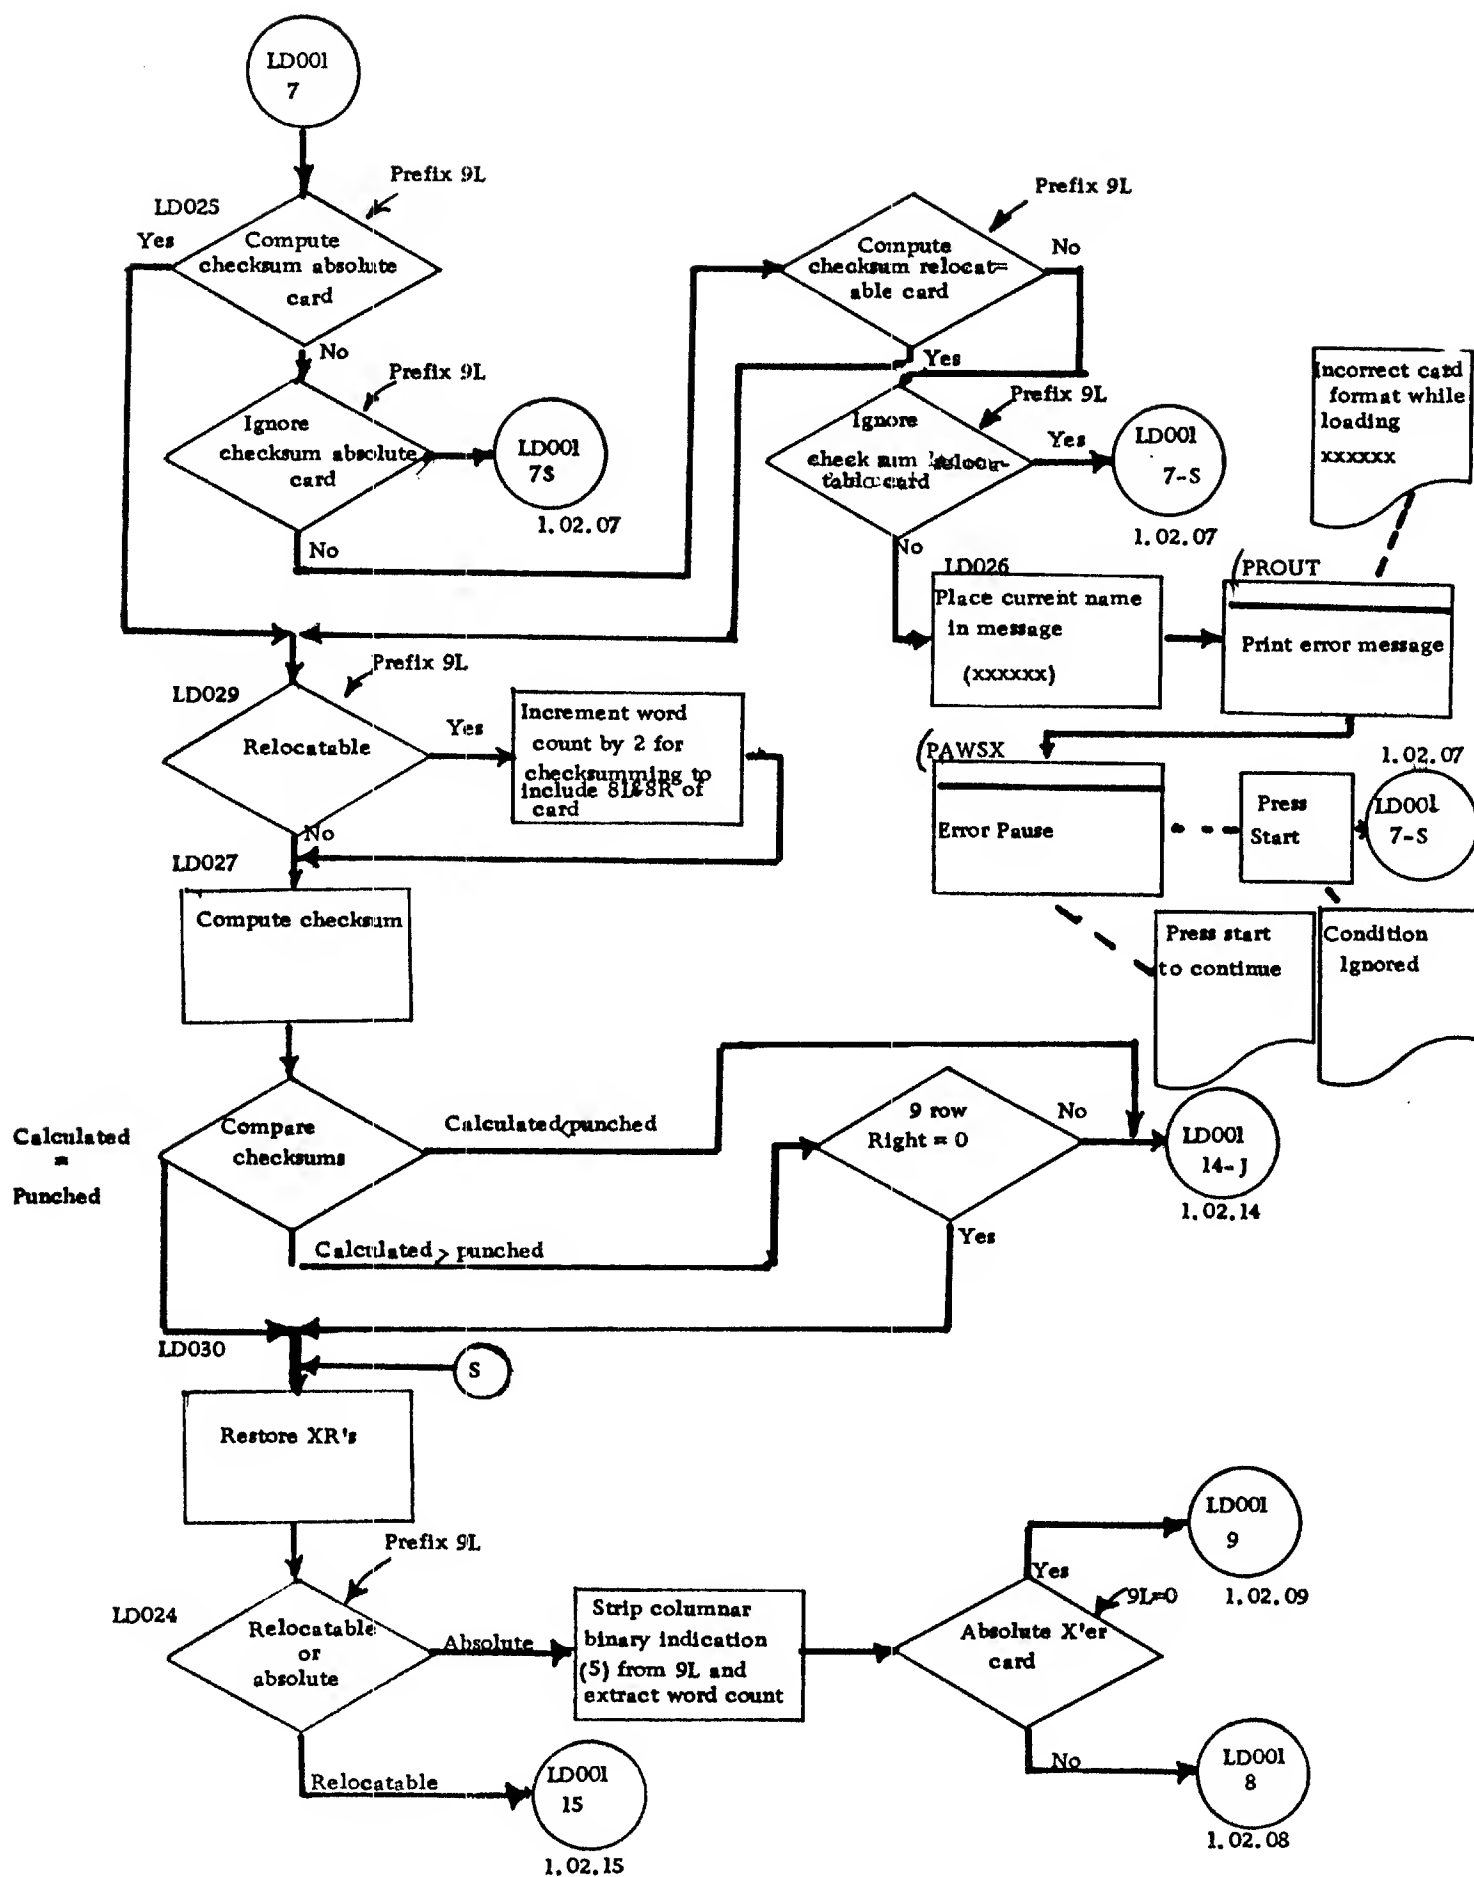 LD001
7
Prefix 9L
LD025
Yes
Compute
checksum absolute
card
No
Prefix 9L
Ignore
checksum absolute
card
LD001
7S
1.02.07
No
Prefix 9L
Compute
checksum relocat=
able card
No
Yes
Prefix 9L
Ignore
check sum
card
Yes
LD001
7-S
1.02.07
No
Incorrect card
format while
loading
xxxxxx
LD026
Place current name
in message
(xxxxxx)
(PROUT
Print error message
(PAWSX
Error Pause
Press
Start
1.02.07
LD001
7-S
Press start
to continue
Condition
Ignored
Prefix 9L
LD029
Relocatable
Yes
Increment word
count by 2 for
checksumming to
include 8L&8R of
card
No
LD027
Compute checksum
Calculated
=
Punched
Compare
checksums
Calculated<punched
Calculated > punched
9 row
Right = 0
No
LD001
14-J
1.02.14
Yes
LD030
S
Restore XR's
Prefix 9L
LD024
Relocatable
or
absolute
Absolute
Strip columnar
binary indication
(5) from 9L and
extract word count
Yes
9L=0
Absolute X'er
card
LD001
9
1.02.09
No
LD001
8
1.02.08
Relocatable
LD001
15
1.02.15